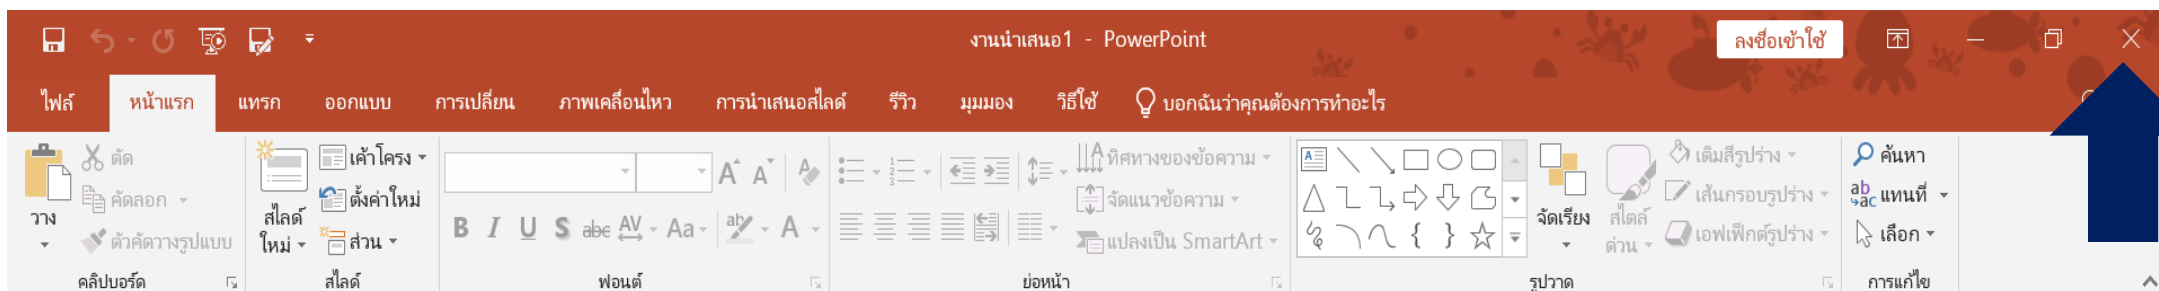 งานนำเสนอ1 - PowerPoint
ลงชื่อเข้าใช้
ไฟล์ หน้าแรก แทรก ออกแบบ การเปลี่ยน ภาพเคลื่อนไหว การนำเสนอสไลด์ รีวิว มุมมอง วิธีใช้ บอกฉันว่าคุณต้องการทำอะไร
วาง
ตัด
คัดลอก
ตัวคัดวางรูปแบบ
คลิปบอร์ด
สไลด์
ใหม่
เค้าโครง
ตั้งค่าใหม่
ส่วน
สไลด์
A A A
B I U S abc AV Aa aby A
ฟอนต์
ทิศทางของข้อความ
จัดแนวข้อความ
แปลงเป็น SmartArt
ย่อหน้า
จัดเรียง
สไตล์
ด่วน
เติมสีรูปร่าง
เส้นกรอบรูปร่าง
เอฟเฟ็กต์รูปร่าง
รูปวาด
ค้นหา
แทนที่
เลือก
การแก้ไข